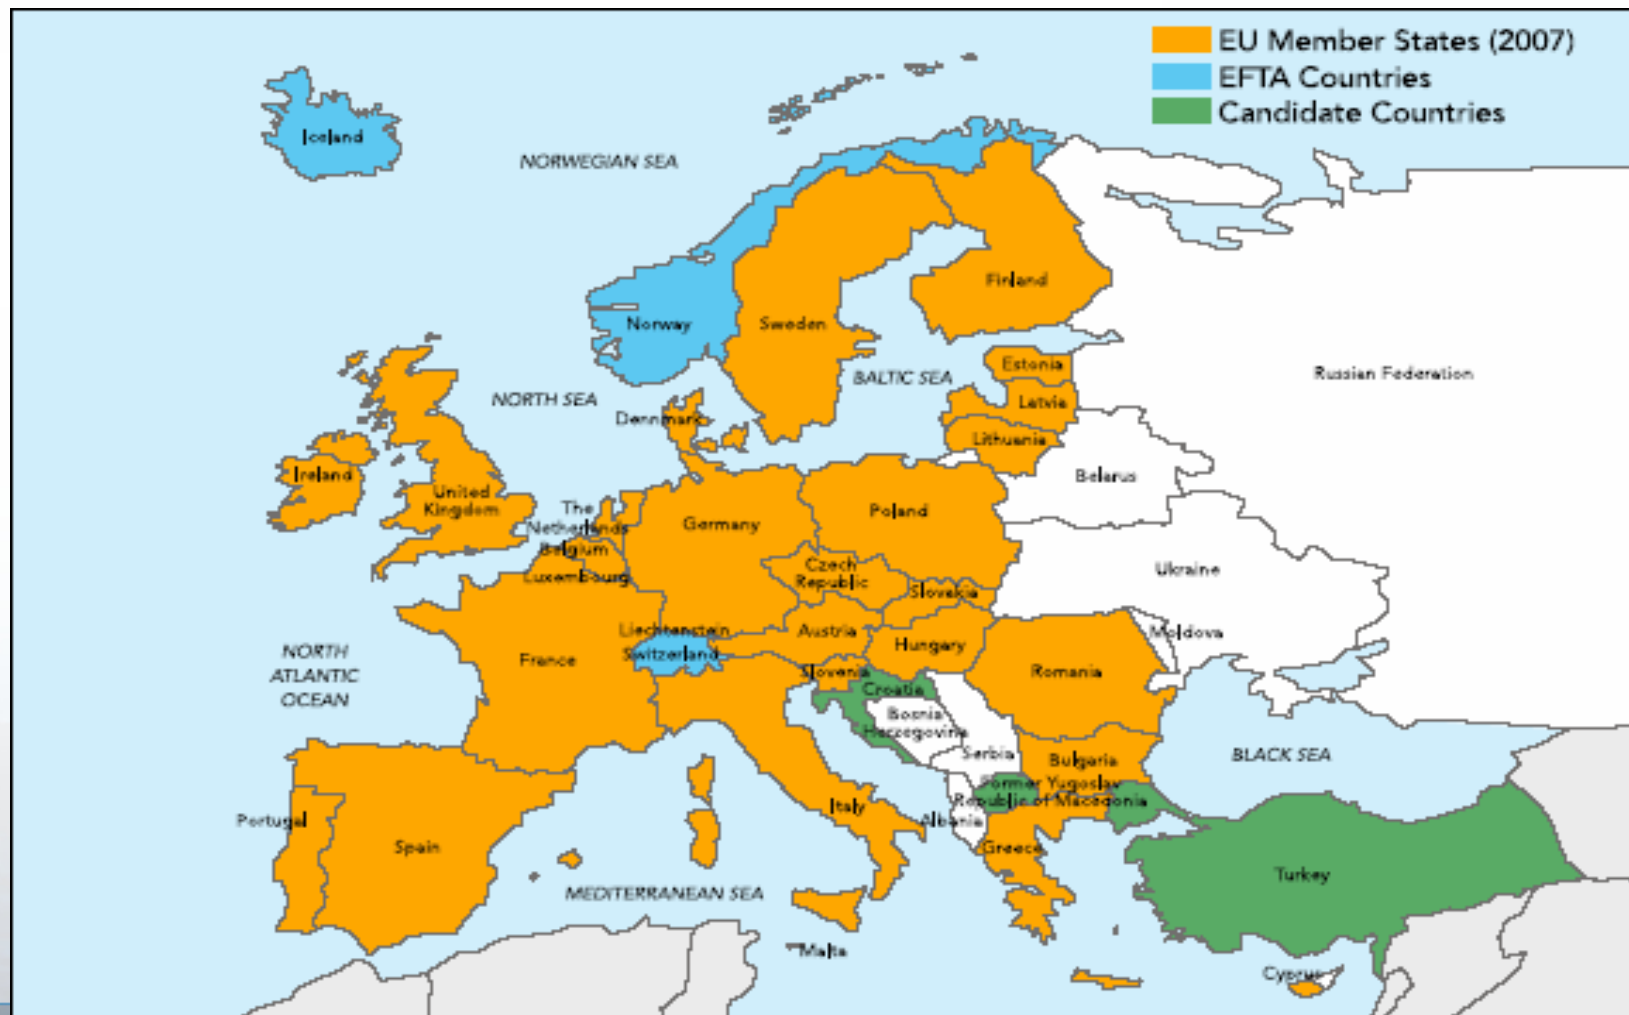 EU Member States (2007)
EFTA Countries
Candidate Countries
Iceland
NORWEGIAN SEA
Finland
Norway
Sweden
Estonia
Russian Federation
BALTIC SEA
NORTH SEA
Latvia
Dennmark
Lithuania
Ireland
Belarus
United
Kingdom
The
Netherlands
Germany
Poland
Belgium
Luxembourg
Czech
Republic
Ukraine
Slovakia
Liechtenstein
Austria
Moldova
Hungary
Switzerland
France
NORTH
ATLANTIC
OCEAN
Slovenia
Romania
Croatia
Bosnia
Herzegovina
Serbia
Bulgaria
BLACK SEA
Former Yugoslav
Republic of Macedonia
Italy
Portugal
Albania
Spain
Greece
Turkey
MEDITERRANEAN SEA
Malta
Cyprus